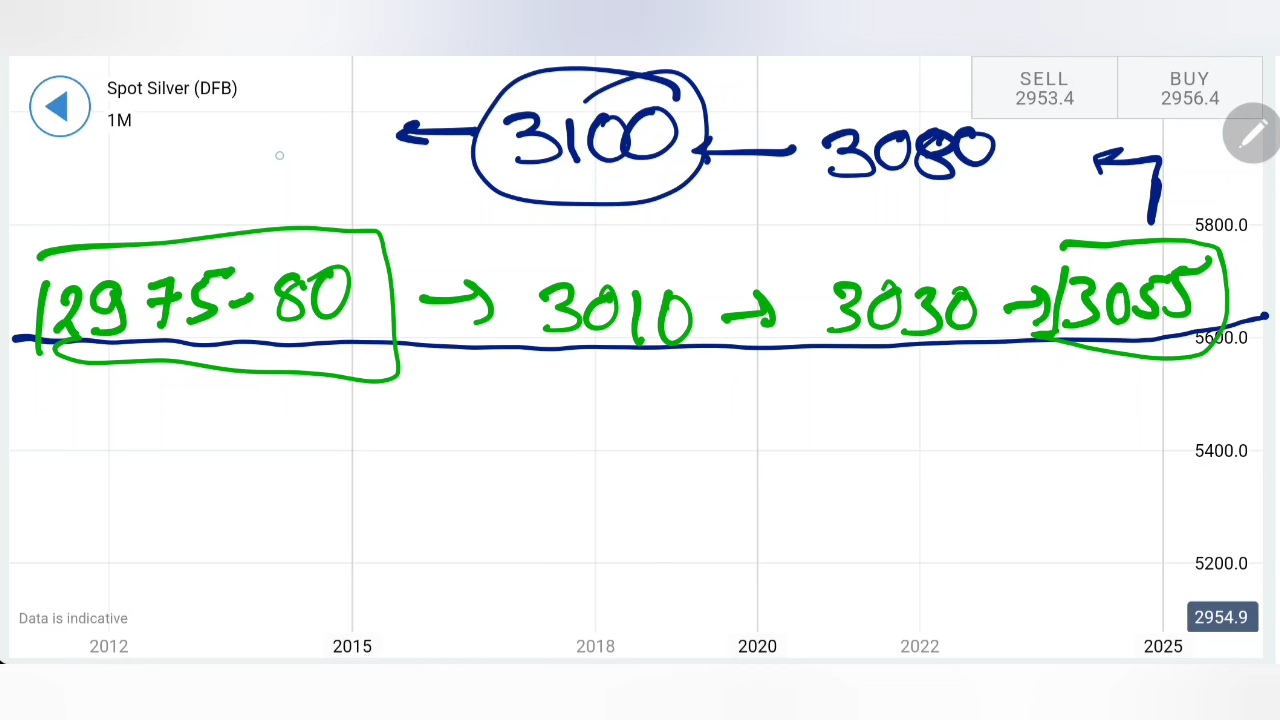 Spot Silver (DFB)
1M
SELL
2953.4
BUY
2956.4
3100 ← 3080
5800.0
2975-80 → 3010 → 3030 → 3055
5600.0
5400.0
5200.0
Data is indicative
2954.9
2012 2015 2018 2020 2022 2025